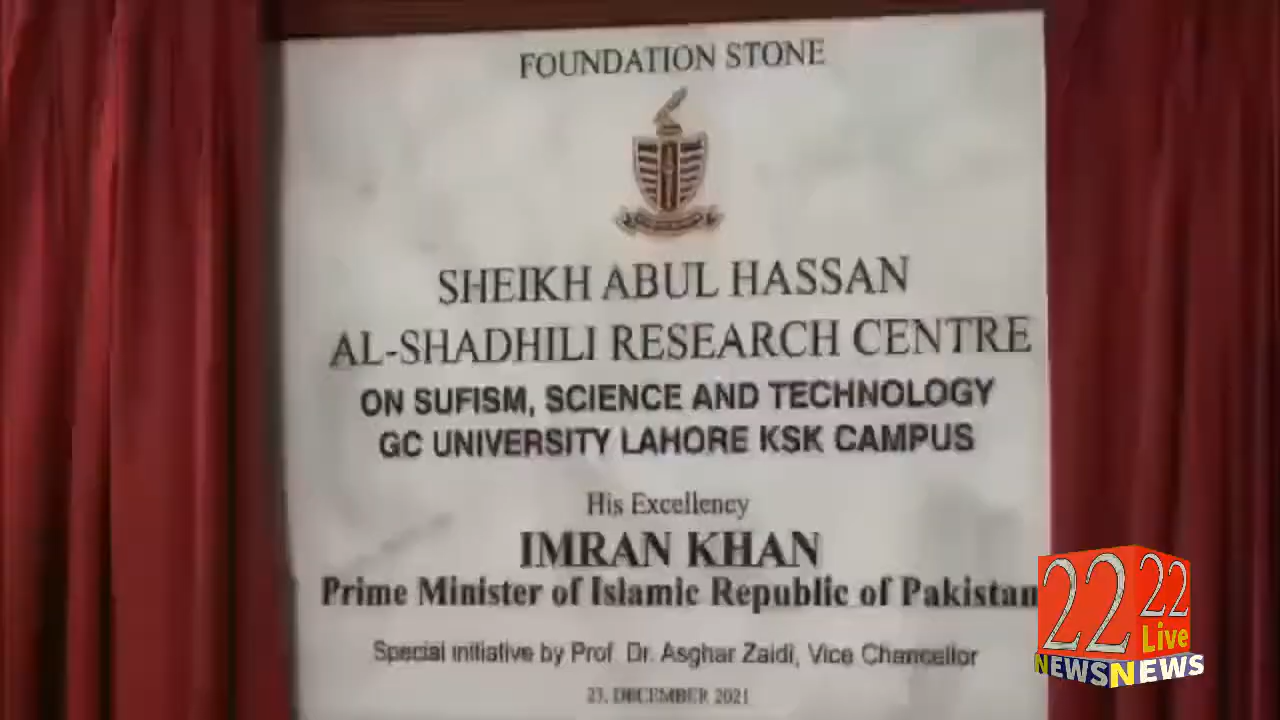 FOUNDATION STONE
SHEIKH ABUL HASSAN
AL-SHADHILI RESEARCH CENTRE
ON SUFISM, SCIENCE AND TECHNOLOGY
GC UNIVERSITY LAHORE KSK CAMPUS
His Excellency
IMRAN KHAN
Prime Minister of Islamic Republic of Pakistan
Special initiative by Prof. Dr. Asghar Zaidi, Vice Chancellor
23, DECEMBER 2021
22 22
Live
NEWS NEWS